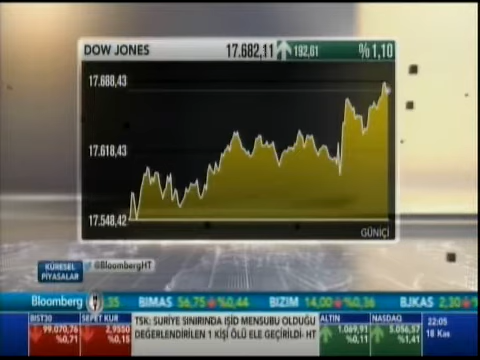 DOW JONES 17.682,11 192,61 %1,10
17.688,43
17.618,43
17.548,42
GÜNİÇİ
KÜRESEL
PİYASALAR
@BloombergHT
Bloomberg HT ,35 BIMAS 56,75 %0,44 BIZIM 14,00 %0,36 BJKAS 2,30
BIST30 SEPET KUR TSK: SURİYE SINIRINDA IŞİD MENSUBU OLDUĞU ALTIN NASDAQ 22:05
99.070,76 2,9550 DEĞERLENDİRİLEN 1 KİŞİ ÖLÜ ELE GEÇİRİLDİ- HT 1.069,91 5.056,57 18 Kas
%0,71 %0,15 %0,11 %1,41